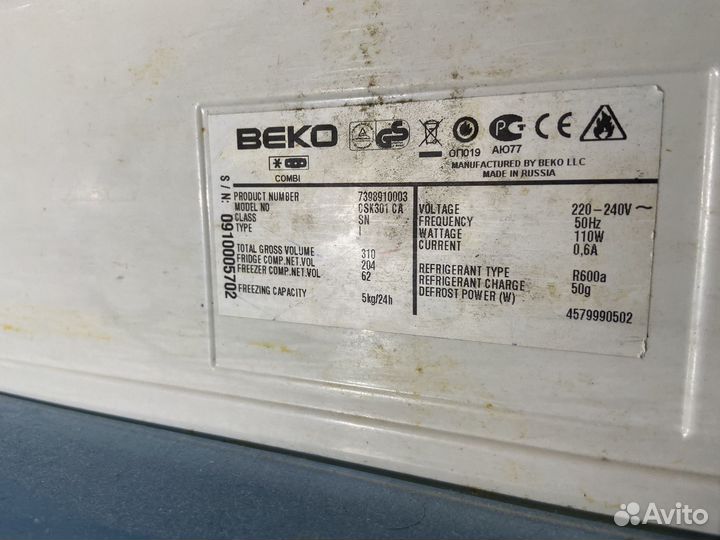 BEKO
COMBI
ОП019 АЮ77
MANUFACTURED BY BEKO LLC
MADE IN RUSSIA
S / N: 0910005702
PRODUCT NUMBER 7398910003
MODEL NO CSK301 CA
CLASS SN
TYPE I
TOTAL GROSS VOLUME 310
FRIDGE COMP.NET.VOL 204
FREEZER COMP.NET.VOL 62
FREEZING CAPACITY 5kg/24h
VOLTAGE 220-240V ~
FREQUENCY 50Hz
WATTAGE 110W
CURRENT 0,6A
REFRIGERANT TYPE R600a
REFRIGERANT CHARGE 50g
DEFROST POWER (W)
4579990502
Avito